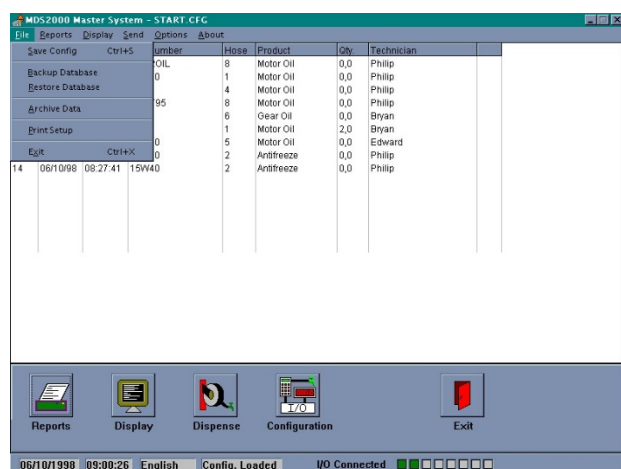 MDS2000 Master System - START.CFG
File Reports Display Send Options About
Save Config Ctrl+S
Backup Database
Restore Database
Archive Data
Print Setup
Exit Ctrl+X
umber Hose Product Qty. Technician
OIL 8 Motor Oil 0,0 Philip
0 1 Motor Oil 0,0 Philip
4 Motor Oil 0,0 Philip
95 8 Motor Oil 0,0 Philip
6 Gear Oil 0,0 Bryan
1 Motor Oil 2,0 Bryan
0 5 Motor Oil 0,0 Edward
0 2 Antifreeze 0,0 Philip
14 06/10/98 08:27:41 15W40 2 Antifreeze 0,0 Philip
I/O
Reports Display Dispense Configuration Exit
06/10/1998 09:00:26 English Config. Loaded I/O Connected